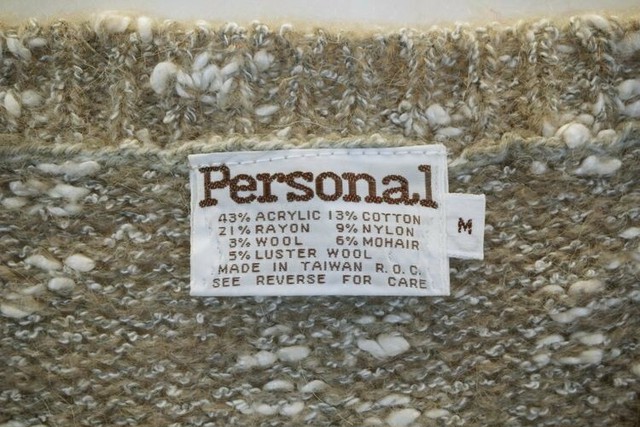 Personal
43% ACRYLIC 13% COTTON
21% RAYON 9% NYLON
3% WOOL 6% MOHAIR
5% LUSTER WOOL
MADE IN TAIWAN R.O.C.
SEE REVERSE FOR CARE
M